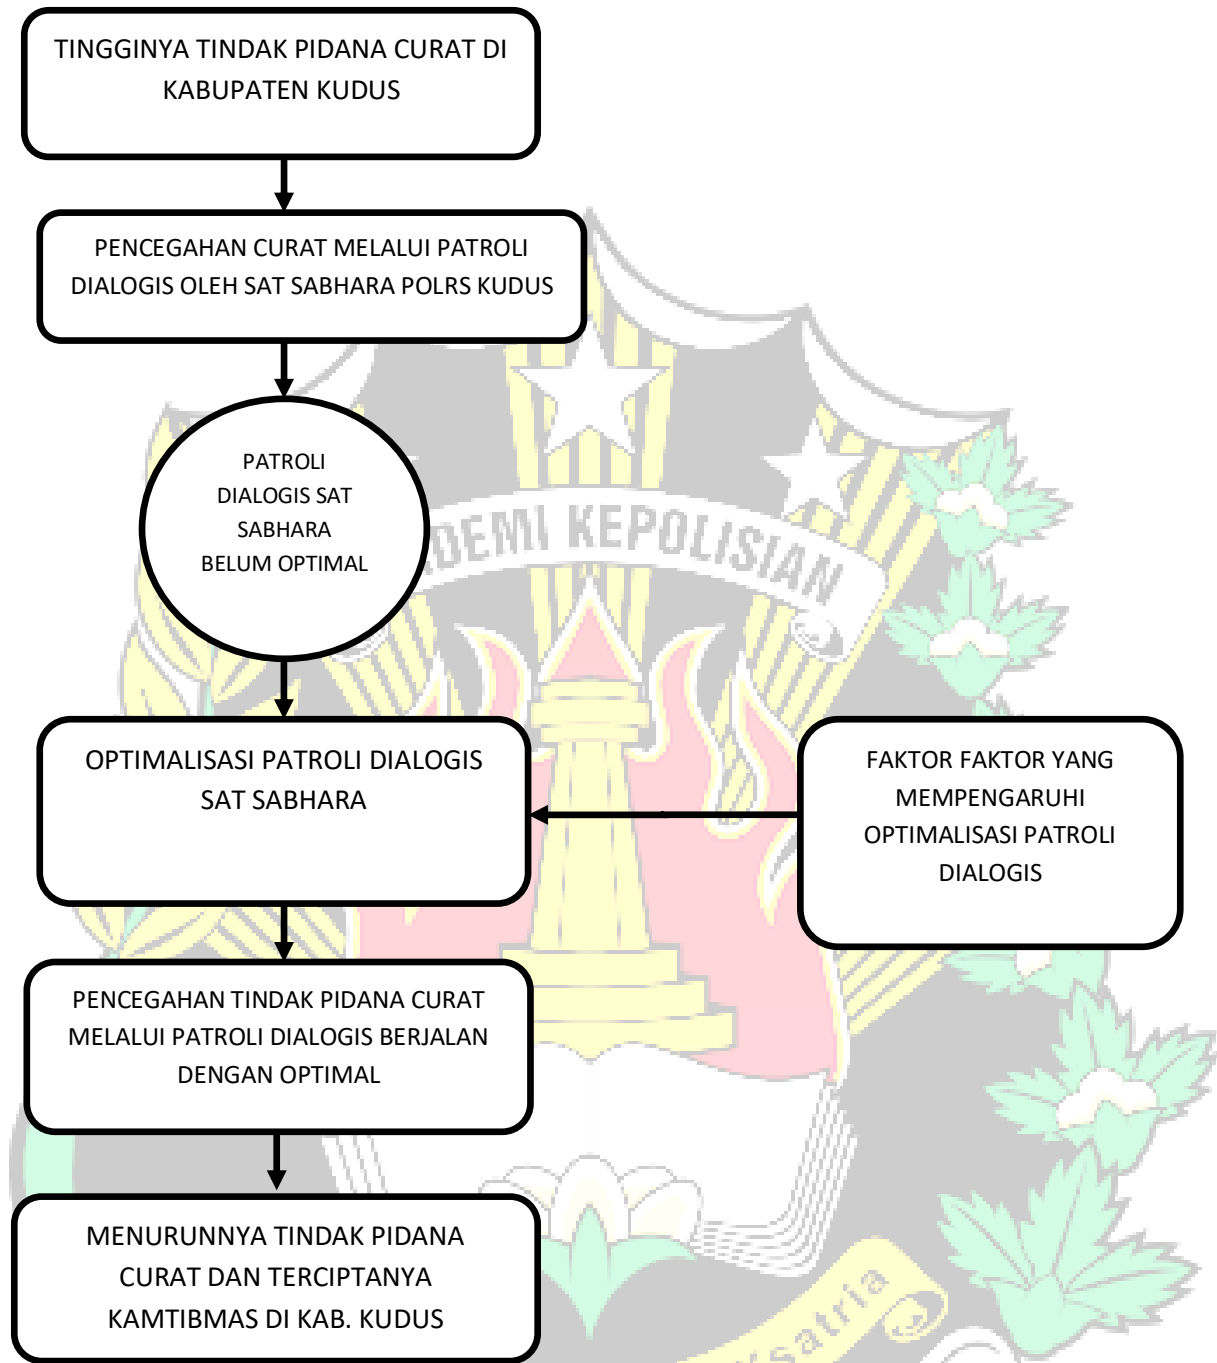 TINGGINYA TINDAK PIDANA CURAT DI
KABUPATEN KUDUS
PENCEGAHAN CURAT MELALUI PATROLI
DIALOGIS OLEH SAT SABHARA POLRS KUDUS
PATROLI
DIALOGIS SAT
SABHARA
BELUM OPTIMAL
DEMI KEPOLISIAN
OPTIMALISASI PATROLI DIALOGIS
SAT SABHARA
FAKTOR FAKTOR YANG
MEMPENGARUHI
OPTIMALISASI PATROLI
DIALOGIS
PENCEGAHAN TINDAK PIDANA CURAT
MELALUI PATROLI DIALOGIS BERJALAN
DENGAN OPTIMAL
MENURUNNYA TINDAK PIDANA
CURAT DAN TERCIPTANYA
KAMTIBMAS DI KAB. KUDUS
satria